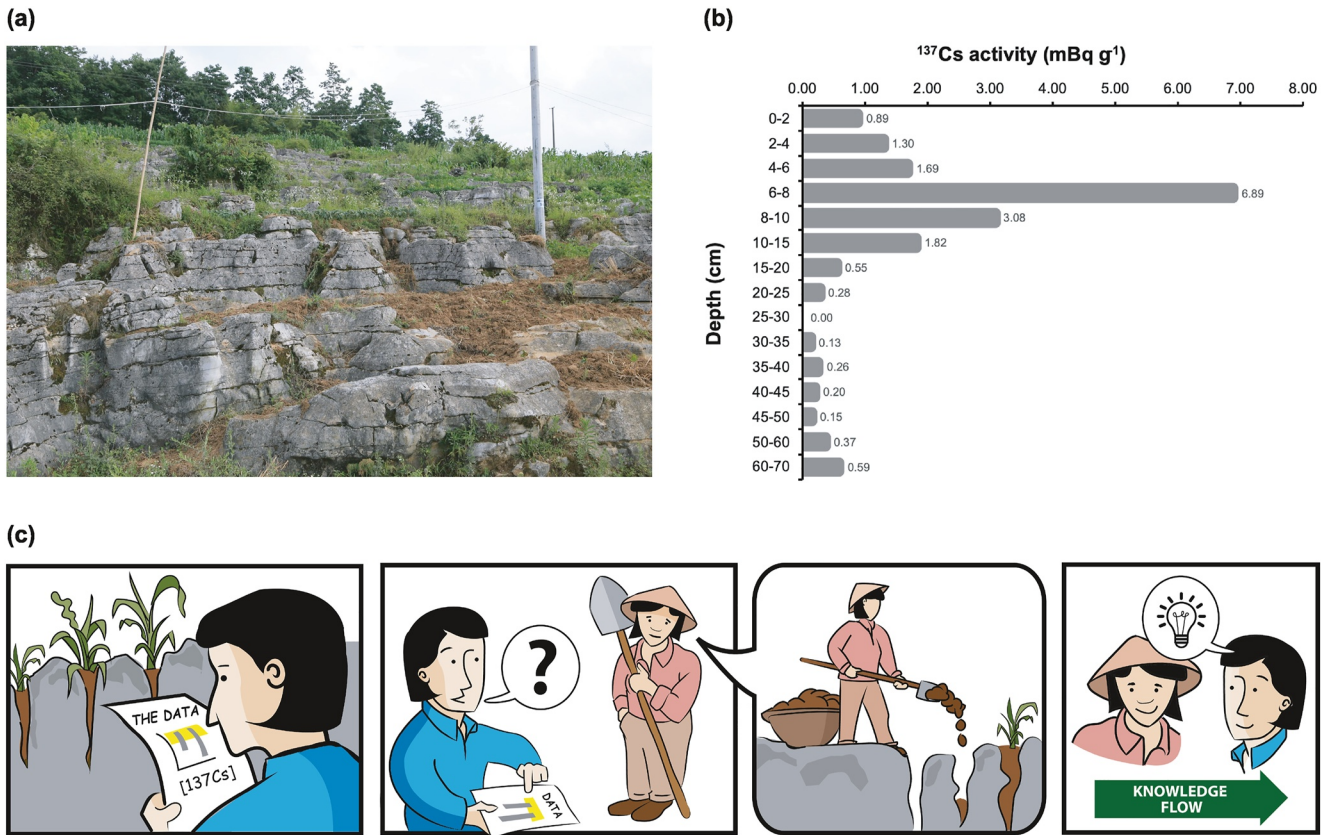 (a)
(b)
¹³⁷Cs activity (mBq g¹)
0.00 1.00 2.00 3.00 4.00 5.00 6.00 7.00 8.00
Depth (cm)
0-2 0.89
2-4 1.30
4-6 1.69
6-8 6.89
8-10 3.08
10-15 1.82
15-20 0.55
20-25 0.28
25-30 0.00
30-35 0.13
35-40 0.26
40-45 0.20
45-50 0.15
50-60 0.37
60-70 0.59
(c)
THE DATA
[137Cs]
?
DATA
KNOWLEDGE
FLOW